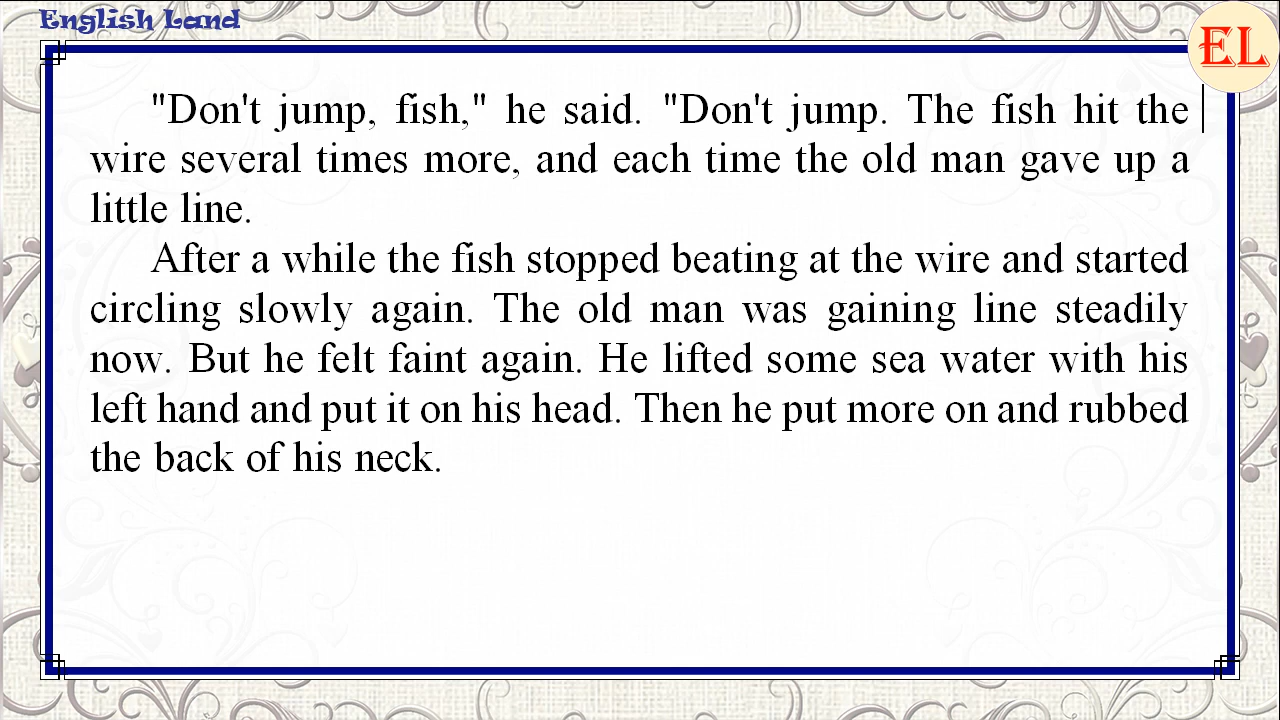 English Land
EL
"Don't jump, fish," he said. "Don't jump. The fish hit the
wire several times more, and each time the old man gave up a
little line.
After a while the fish stopped beating at the wire and started
circling slowly again. The old man was gaining line steadily
now. But he felt faint again. He lifted some sea water with his
left hand and put it on his head. Then he put more on and rubbed
the back of his neck.